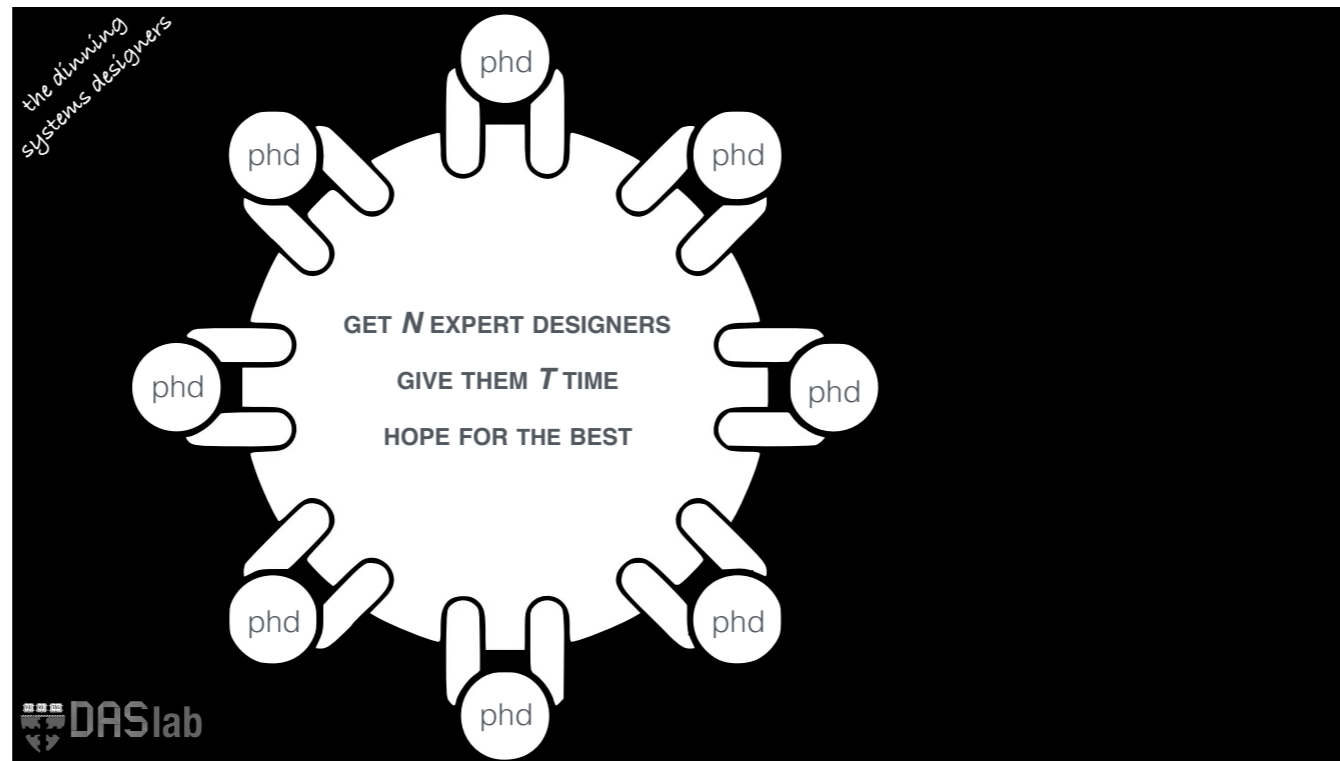 the dinning
systems designers
phd
phd
phd
GET N EXPERT DESIGNERS
GIVE THEM T TIME
HOPE FOR THE BEST
phd
phd
phd
phd
phd
DASlab